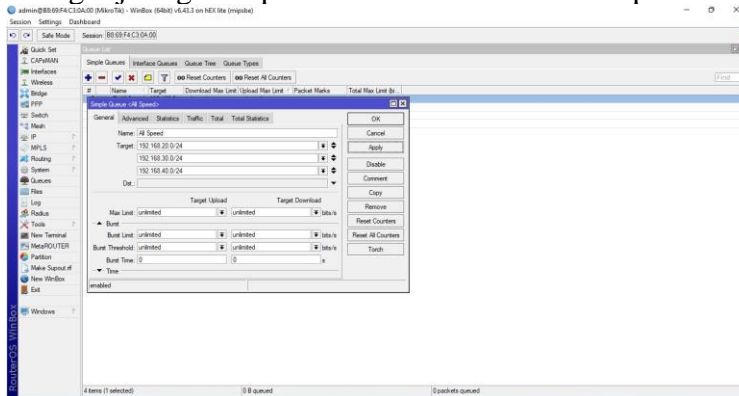 admin@B8:69:F4:C3:0A:00 (MikroTik) - WinBox (64bit) v6.43.3 on hEX lite (mipsbe)
Session Settings Dashboard
Safe Mode Session: B8:69:F4:C3:0A:00
Quick Set
CAPsMAN
Interfaces
Wireless
Bridge
PPP
Switch
Mesh
IP
MPLS
Routing
System
Queues
Files
Log
Radius
Tools
New Terminal
MetaROUTER
Partition
Make Supout.rif
New WinBox
Exit
Windows
RouterOS WinBox
Queue List
Simple Queues Interface Queues Queue Tree Queue Types
00 Reset Counters 00 Reset All Counters
Find
# Name Target Download Max Limit Upload Max Limit Packet Marks Total Max Limit (bi...
Simple Queue <All Speed>
General Advanced Statistics Traffic Total Total Statistics
Name: All Speed
Target: 192.168.20.0/24
192.168.30.0/24
192.168.40.0/24
Dst.:
Target Upload Target Download
Max Limit: unlimited unlimited bits/s
Burst
Burst Limit: unlimited unlimited bits/s
Burst Threshold: unlimited unlimited bits/s
Burst Time: 0 0 s
Time
enabled
OK
Cancel
Apply
Disable
Comment
Copy
Remove
Reset Counters
Reset All Counters
Torch
4 items (1 selected) 0 B queued 0 packets queued